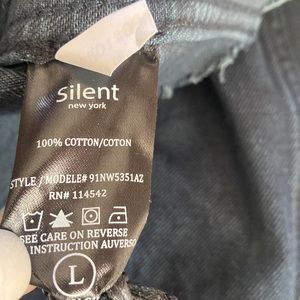 Silent
new york
100% COTTON/COTON
STYLE / MODELE# 91NW5351AZ
RN# 114542
SEE CARE ON REVERSE
INSTRUCTION AUVERSO
L